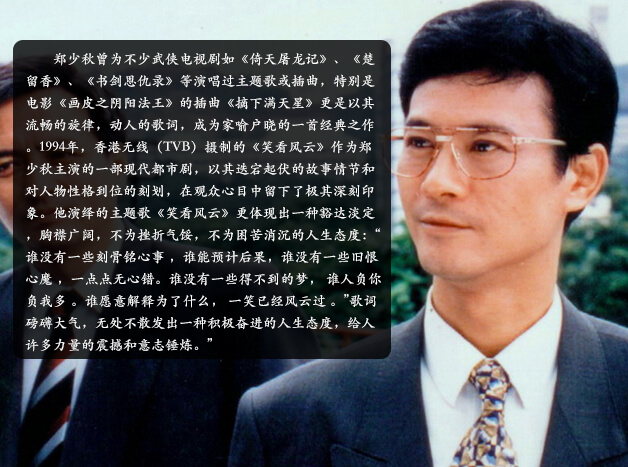 郑少秋曾为不少武侠电视剧如《倚天屠龙记》、《楚
留香》、《书剑恩仇录》等演唱过主题歌或插曲，特别是
电影《画皮之阴阳法王》的插曲《摘下满天星》更是以其
流畅的旋律，动人的歌词，成为家喻户晓的一首经典之作
。1994年，香港无线（TVB）摄制的《笑看风云》作为郑
少秋主演的一部现代都市剧，以其迭宕起伏的故事情节和
对人物性格到位的刻划，在观众心目中留下了极其深刻印
象。他演绎的主题歌《笑看风云》更体现出一种豁达淡定
，胸襟广阔，不为挫折气馁，不为困苦消沉的人生态度：“
谁没有一些刻骨铭心事，谁能预计后果，谁没有一些旧恨
心魔，一点点无心错。谁没有一些得不到的梦， 谁人负你
负我多 。谁愿意解释为了什么， 一笑已经风云过 。”歌词
磅礴大气，无处不散发出一种积极奋进的人生态度，给人
许多力量的震撼和意志锤炼。”